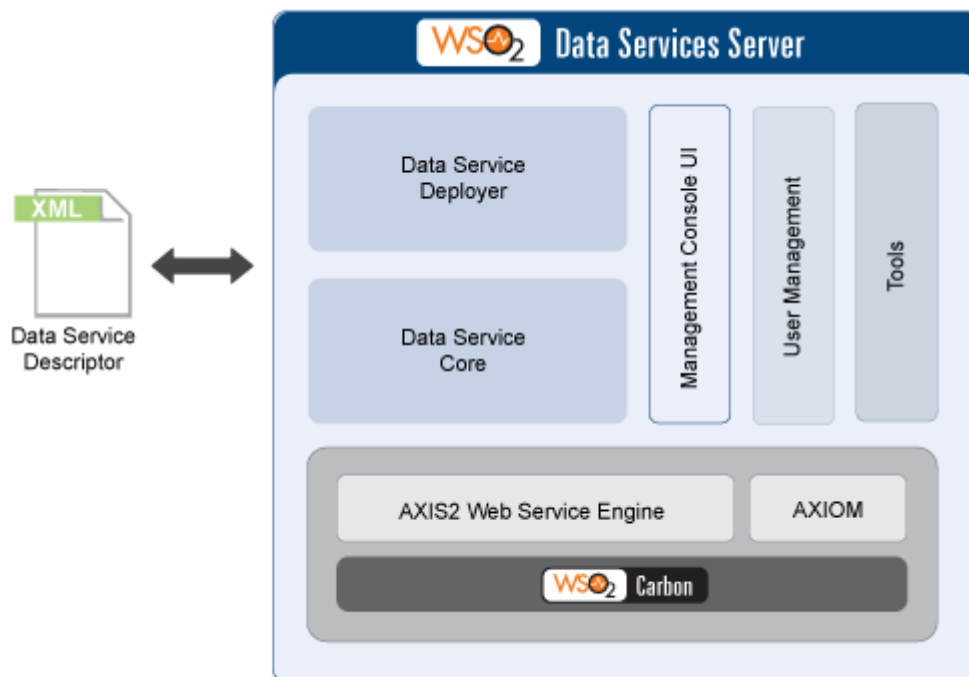 WSO2 Data Services Server
Data Service
Deployer
Management Console UI
User Management
Tools
XML
Data Service
Descriptor
Data Service
Core
AXIS2 Web Service Engine
AXIOM
WSO2 Carbon